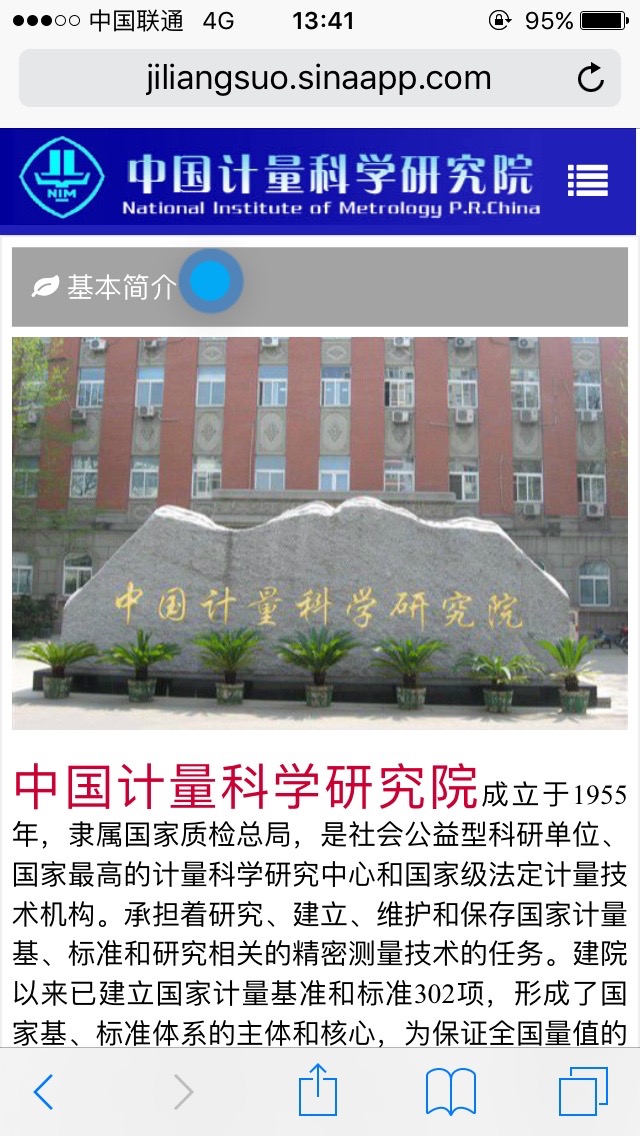 中国联通 4G 13:41 95%
jiliangsuo.sinaapp.com
NIM
中国计量科学研究院
National Institute of Metrology P.R.China
基本简介
中国计量科学研究院
中国计量科学研究院成立于1955
年，隶属国家质检总局，是社会公益型科研单位、
国家最高的计量科学研究中心和国家级法定计量技
术机构。承担着研究、建立、维护和保存国家计量
基、标准和研究相关的精密测量技术的任务。建院
以来已建立国家计量基准和标准302项，形成了国
家基、标准体系的主体和核心，为保证全国量值的